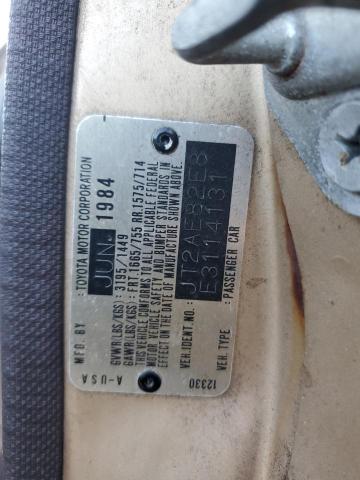 MFD. BY : TOYOTA MOTOR CORPORATION
JUN. 1984
GVWR(LBS/KGS) : 3195/1449
GAWR(LBS/KGS) : FRT.1665/755 RR.1575/714
THIS VEHICLE CONFORMS TO ALL APPLICABLE FEDERAL
MOTOR VEHICLE SAFETY AND BUMPER STANDARDS IN
EFFECT ON THE DATE OF MANUFACTURE SHOWN ABOVE.
VEH.IDENT.NO. : JT2AE82E8
E3114131
VEH. TYPE : PASSENGER CAR
A-USA 12330